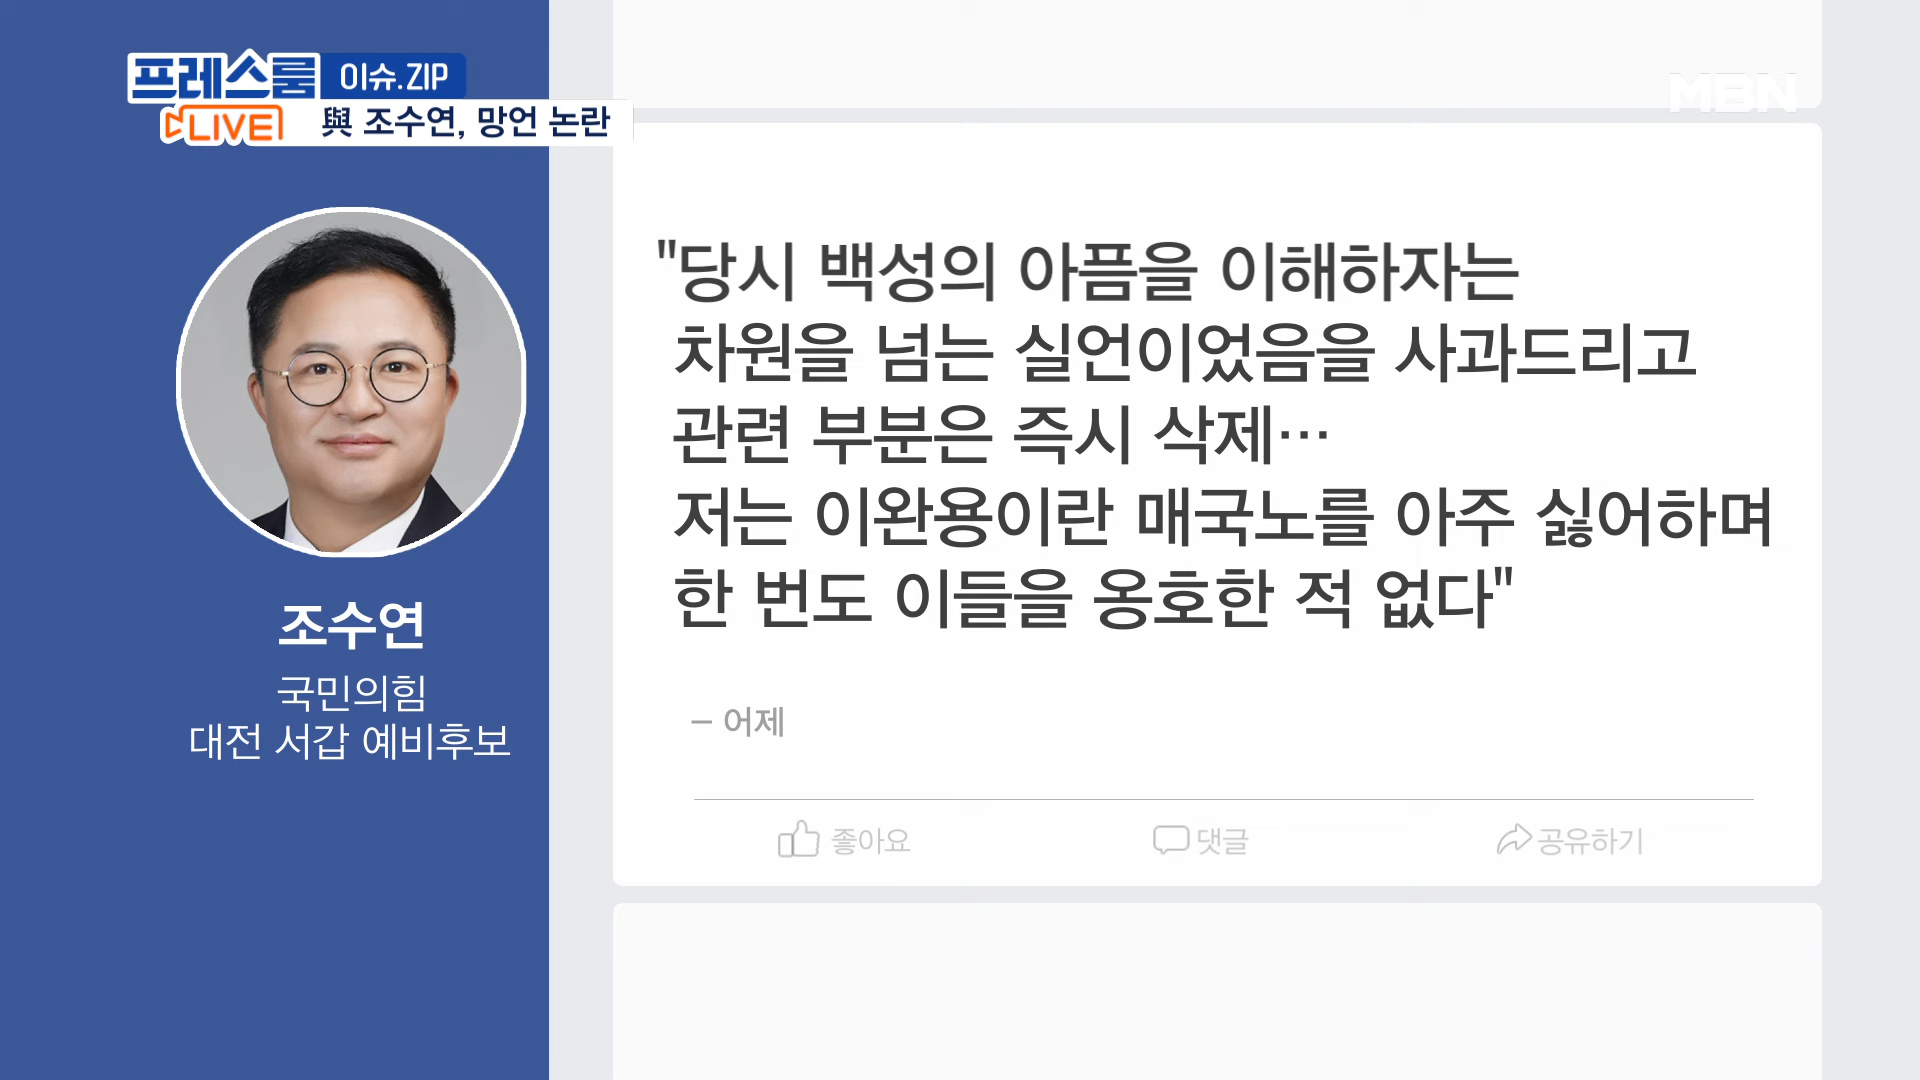 프레스룸 이슈.ZIP
LIVE 與 조수연, 망언 논란
MBN
"당시 백성의 아픔을 이해하자는
차원을 넘는 실언이었음을 사과드리고
관련 부분은 즉시 삭제…
저는 이완용이란 매국노를 아주 싫어하며
한 번도 이들을 옹호한 적 없다"
– 어제
좋아요 댓글 공유하기
조수연
국민의힘
대전 서갑 예비후보